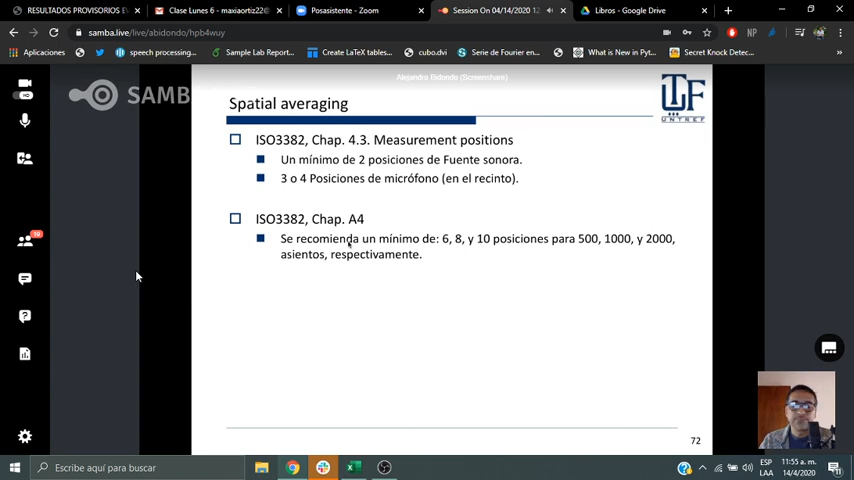 RESULTADOS PROVISORIOS E
Clase Lunes 6 - maxiaortiz22@
Posasistente - Zoom
Session On 04/14/2020 12
Libros - Google Drive
samba.live/live/abidondo/hpb4wuy
Aplicaciones
speech processing...
Sample Lab Report...
Create LaTeX tables...
cubo.dvi
Serie de Fourier en...
What is New in Pyt...
Secret Knock Detec...
NP
HD
SAMB
Alejandro Bidondo (Screenshare)
UNTREF
Spatial averaging
ISO3382, Chap. 4.3. Measurement positions
Un mínimo de 2 posiciones de Fuente sonora.
3 o 4 Posiciones de micrófono (en el recinto).
ISO3382, Chap. A4
Se recomienda un mínimo de: 6, 8, y 10 posiciones para 500, 1000, y 2000,
asientos, respectivamente.
72
Escribe aquí para buscar
ESP
LAA
11:55 a. m.
14/4/2020